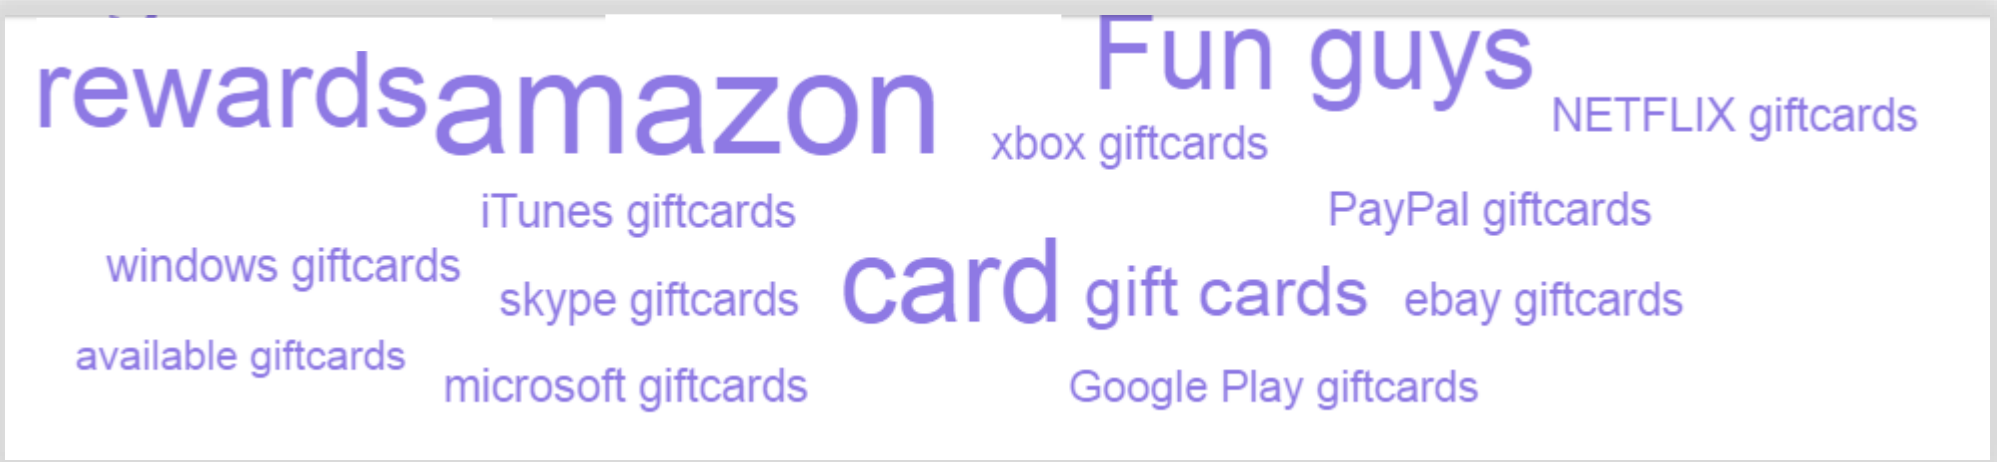 Fun guys
rewards
amazon
NETFLIX giftcards
xbox giftcards
iTunes giftcards
PayPal giftcards
windows giftcards
card
gift cards
skype giftcards
ebay giftcards
available giftcards
microsoft giftcards
Google Play giftcards